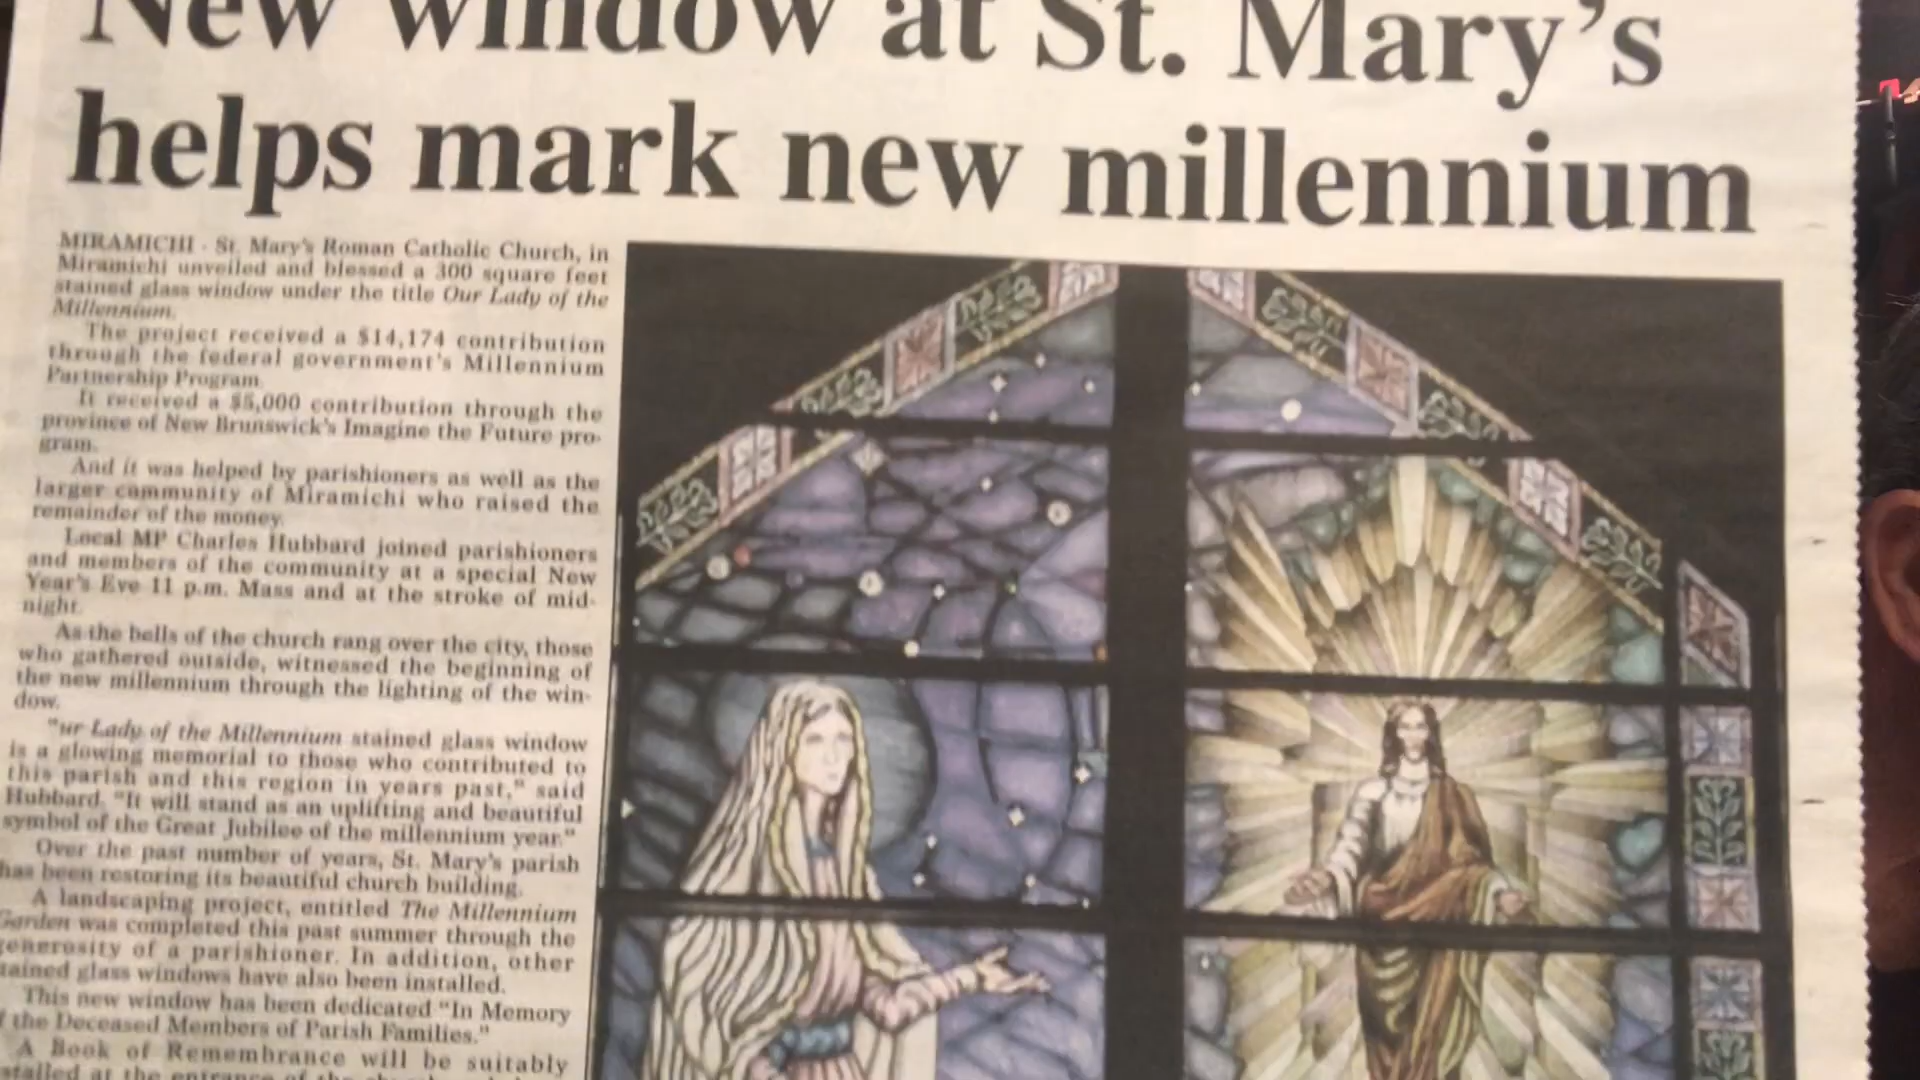 New window at St. Mary's
helps mark new millennium
MIRAMICHI - St. Mary's Roman Catholic Church, in
Miramichi unveiled and blessed a 300 square feet
stained glass window under the title Our Lady of the
Millennium.
The project received a $14,174 contribution
through the federal government's Millennium
Partnership Program.
It received a $5,000 contribution through the
province of New Brunswick's Imagine the Future pro-
gram.
And it was helped by parishioners as well as the
larger community of Miramichi who raised the
remainder of the money.
Local MP Charles Hubbard joined parishioners
and members of the community at a special New
Year's Eve 11 p.m. Mass and at the stroke of mid-
night.
As the bells of the church rang over the city, those
who gathered outside, witnessed the beginning of
the new millennium through the lighting of the win-
dow.
"ur Lady of the Millennium stained glass window
is a glowing memorial to those who contributed to
this parish and this region in years past," said
Hubbard. "It will stand as an uplifting and beautiful
symbol of the Great Jubilee of the millennium year."
Over the past number of years, St. Mary's parish
has been restoring its beautiful church building.
A landscaping project, entitled The Millennium
Garden was completed this past summer through the
generosity of a parishioner. In addition, other
tained glass windows have also been installed.
This new window has been dedicated "In Memory
f the Deceased Members of Parish Families."
A Book of Remembrance will be suitably
stalled at the entrance of the church